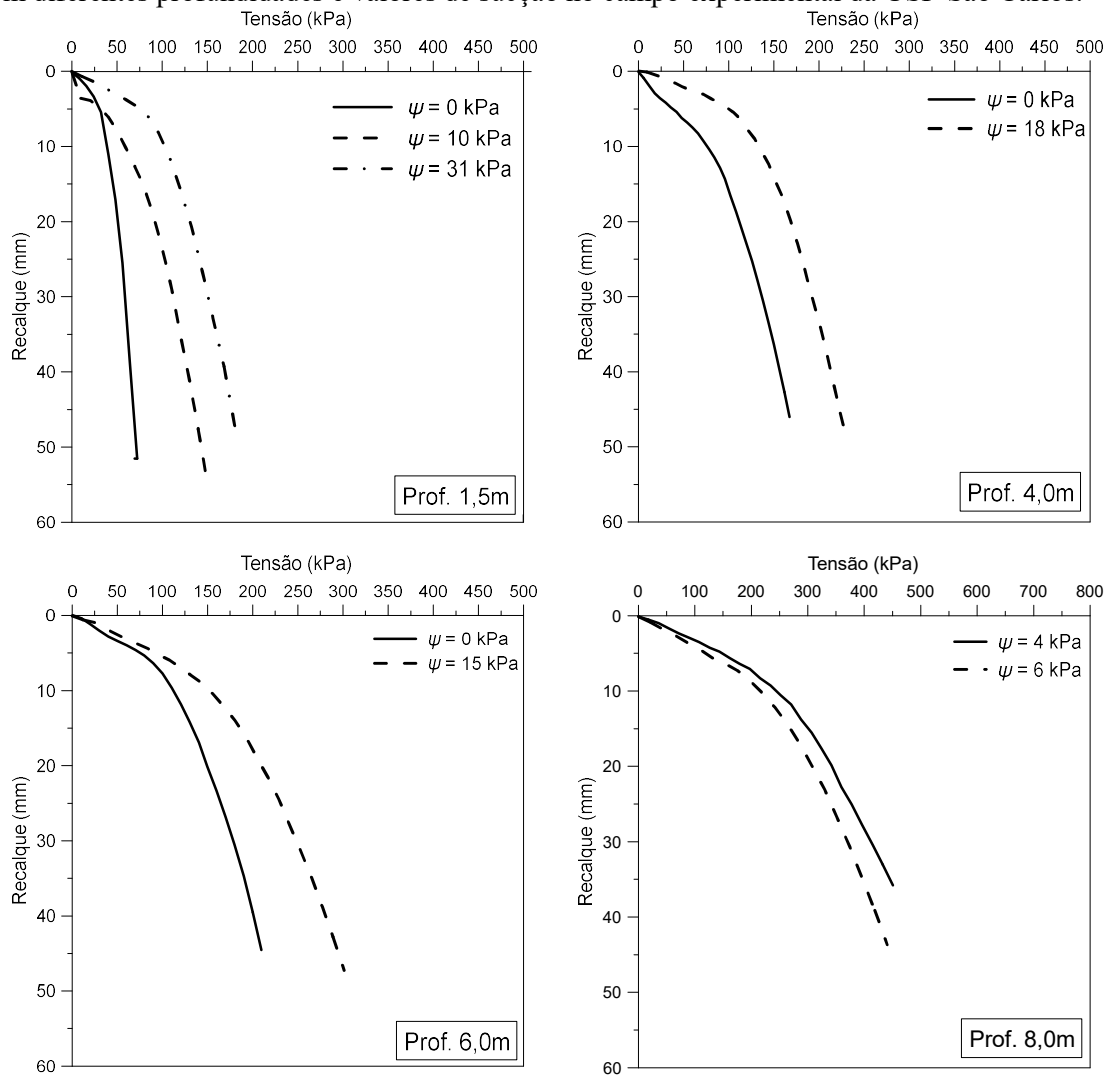 em diferentes profundidades e valores de sucção no campo experimental da USP São Carlos.
Tensão (kPa)
0 50 100 150 200 250 300 350 400 450 500
0
10
20
30
40
50
60
Recalque (mm)
ψ = 0 kPa
ψ = 10 kPa
ψ = 31 kPa
Prof. 1,5m
Tensão (kPa)
0 50 100 150 200 250 300 350 400 450 500
0
10
20
30
40
50
60
Recalque (mm)
ψ = 0 kPa
ψ = 18 kPa
Prof. 4,0m
Tensão (kPa)
0 50 100 150 200 250 300 350 400 450 500
0
10
20
30
40
50
60
Recalque (mm)
ψ = 0 kPa
ψ = 15 kPa
Prof. 6,0m
Tensão (kPa)
0 100 200 300 400 500 600 700 800
0
10
20
30
40
50
60
Recalque (mm)
ψ = 4 kPa
ψ = 6 kPa
Prof. 8,0m